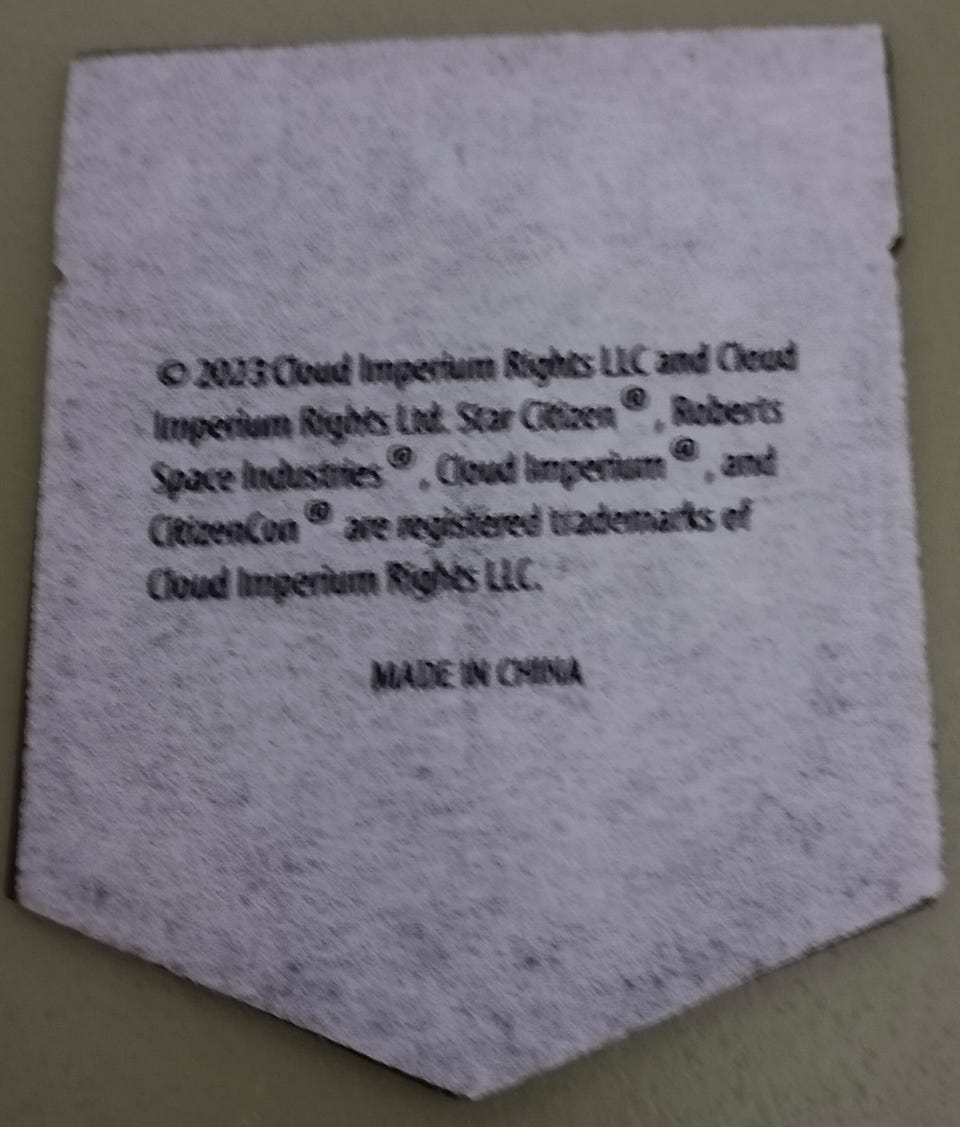 © 2023 Cloud Imperium Rights LLC and Cloud
Imperium Rights Ltd. Star Citizen®, Roberts
Space Industries®, Cloud Imperium®, and
CitizenCon® are registered trademarks of
Cloud Imperium Rights LLC.
MADE IN CHINA